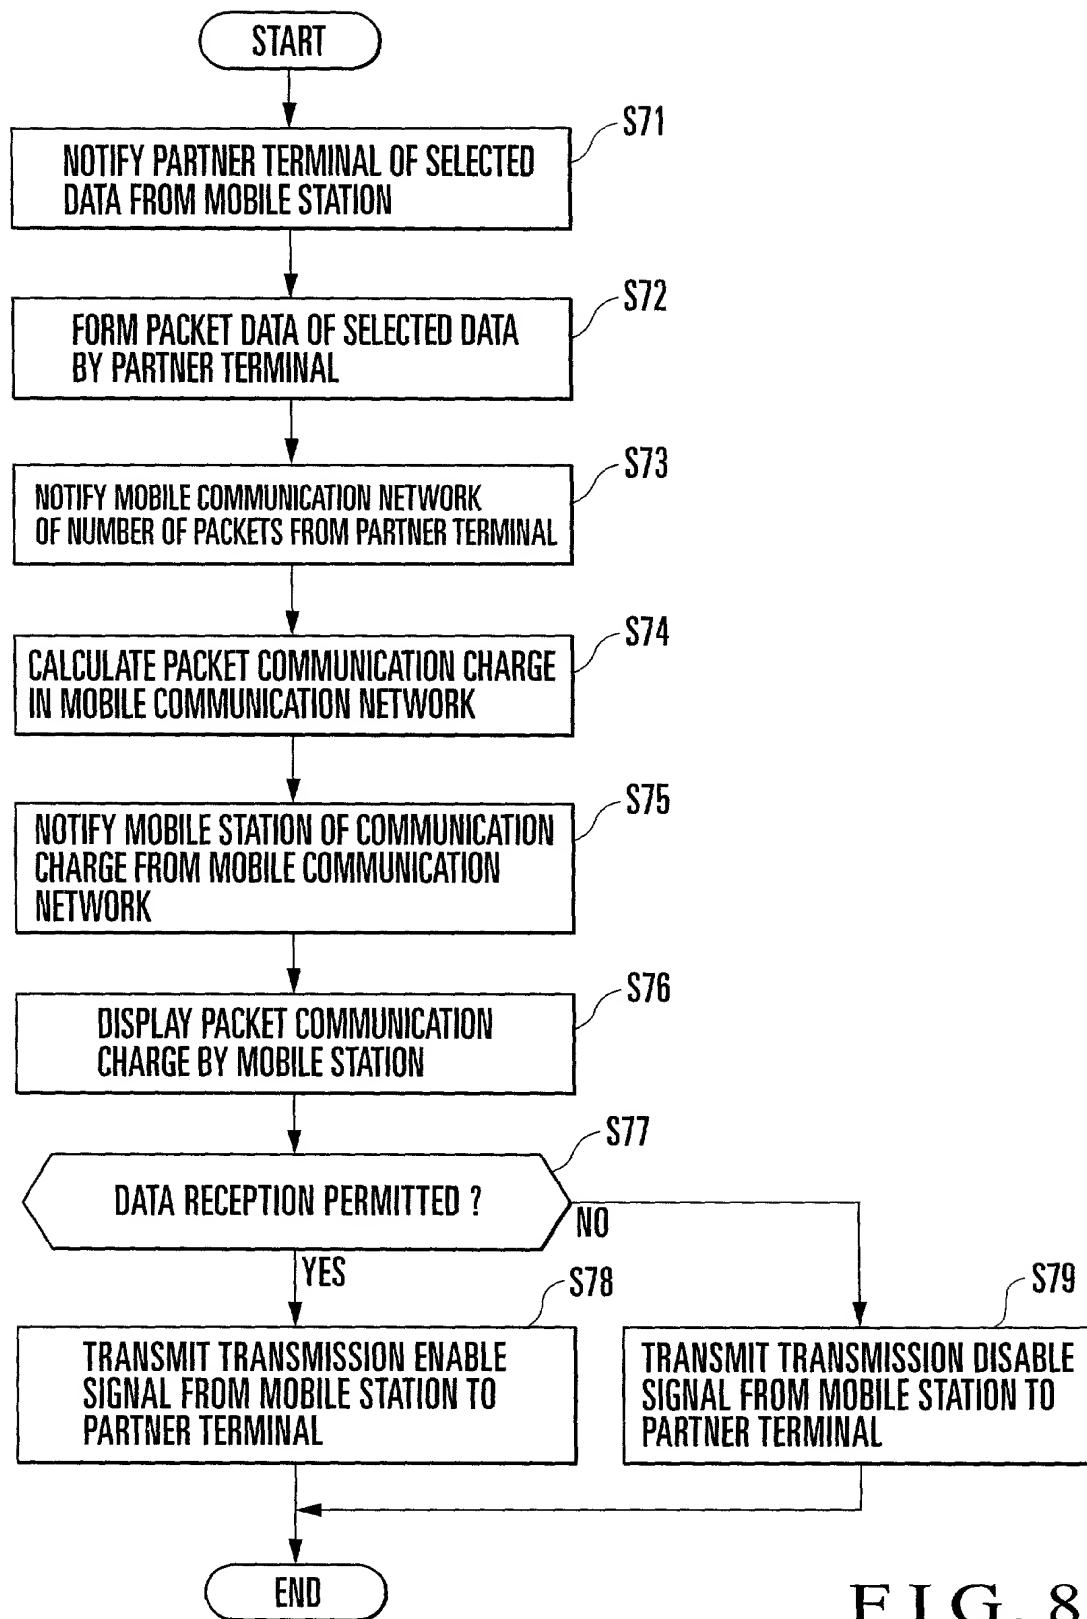 START
S71
NOTIFY PARTNER TERMINAL OF SELECTED
DATA FROM MOBILE STATION
S72
FORM PACKET DATA OF SELECTED DATA
BY PARTNER TERMINAL
S73
NOTIFY MOBILE COMMUNICATION NETWORK
OF NUMBER OF PACKETS FROM PARTNER TERMINAL
S74
CALCULATE PACKET COMMUNICATION CHARGE
IN MOBILE COMMUNICATION NETWORK
S75
NOTIFY MOBILE STATION OF COMMUNICATION
CHARGE FROM MOBILE COMMUNICATION
NETWORK
S76
DISPLAY PACKET COMMUNICATION
CHARGE BY MOBILE STATION
S77
DATA RECEPTION PERMITTED ?
NO
YES
S78
TRANSMIT TRANSMISSION ENABLE
SIGNAL FROM MOBILE STATION TO
PARTNER TERMINAL
S79
TRANSMIT TRANSMISSION DISABLE
SIGNAL FROM MOBILE STATION TO
PARTNER TERMINAL
END
FIG. 8